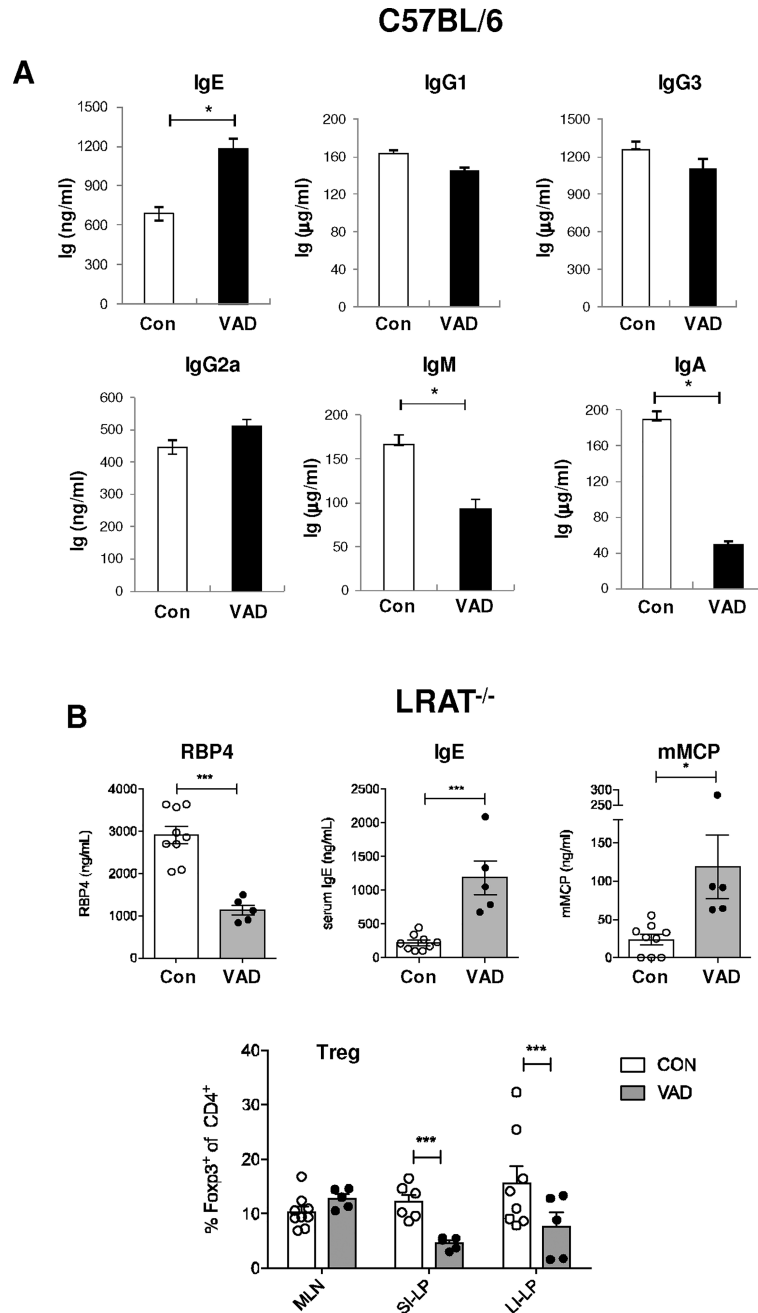 C57BL/6
A
IgE
IgG1
IgG3
*
1500
1200
900
600
300
0
Ig (ng/ml)
Con VAD
200
160
120
80
40
0
Ig (μg/ml)
Con VAD
1500
1200
900
600
300
0
Ig (μg/ml)
Con VAD
IgG2a
IgM
IgA
600
500
400
300
200
100
0
Ig (ng/ml)
Con VAD
*
200
150
100
50
0
Ig (μg/ml)
Con VAD
*
200
160
120
80
40
0
Ig (μg/ml)
Con VAD
B
LRAT-/-
RBP4
IgE
mMCP
***
4000
3000
2000
1000
0
RBP4 (ng/mL)
Con VAD
***
2500
2000
1500
1000
500
0
serum IgE (ng/mL)
Con VAD
*
300
250
150
100
50
0
mMCP (ng/ml)
Con VAD
Treg
40
30
20
10
0
% Foxp3+ of CD4+
***
***
CON
VAD
MLN
SI-LP
LI-LP